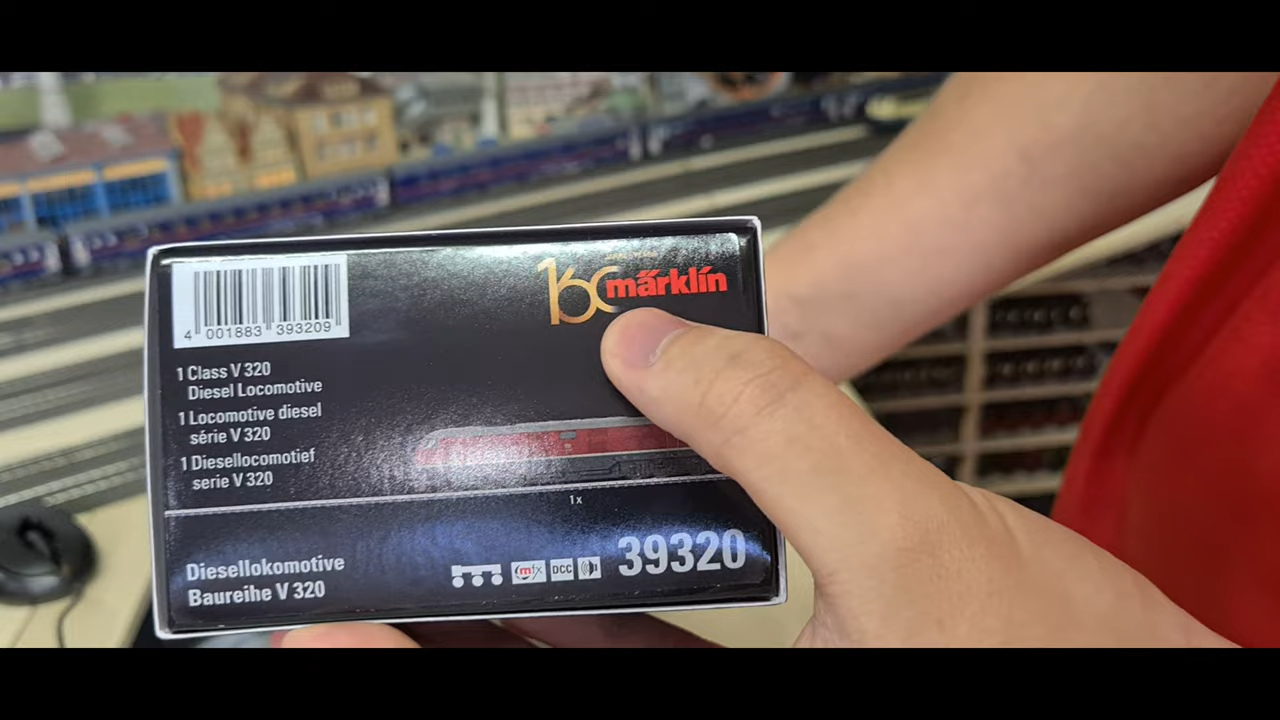 160 märklin
4 001883 393209
1 Class V 320
Diesel Locomotive
1 Locomotive diesel
série V 320
1 Diesellocomotief
serie V 320
1x
Diesellokomotive
Baureihe V 320
mfx DCC 39320